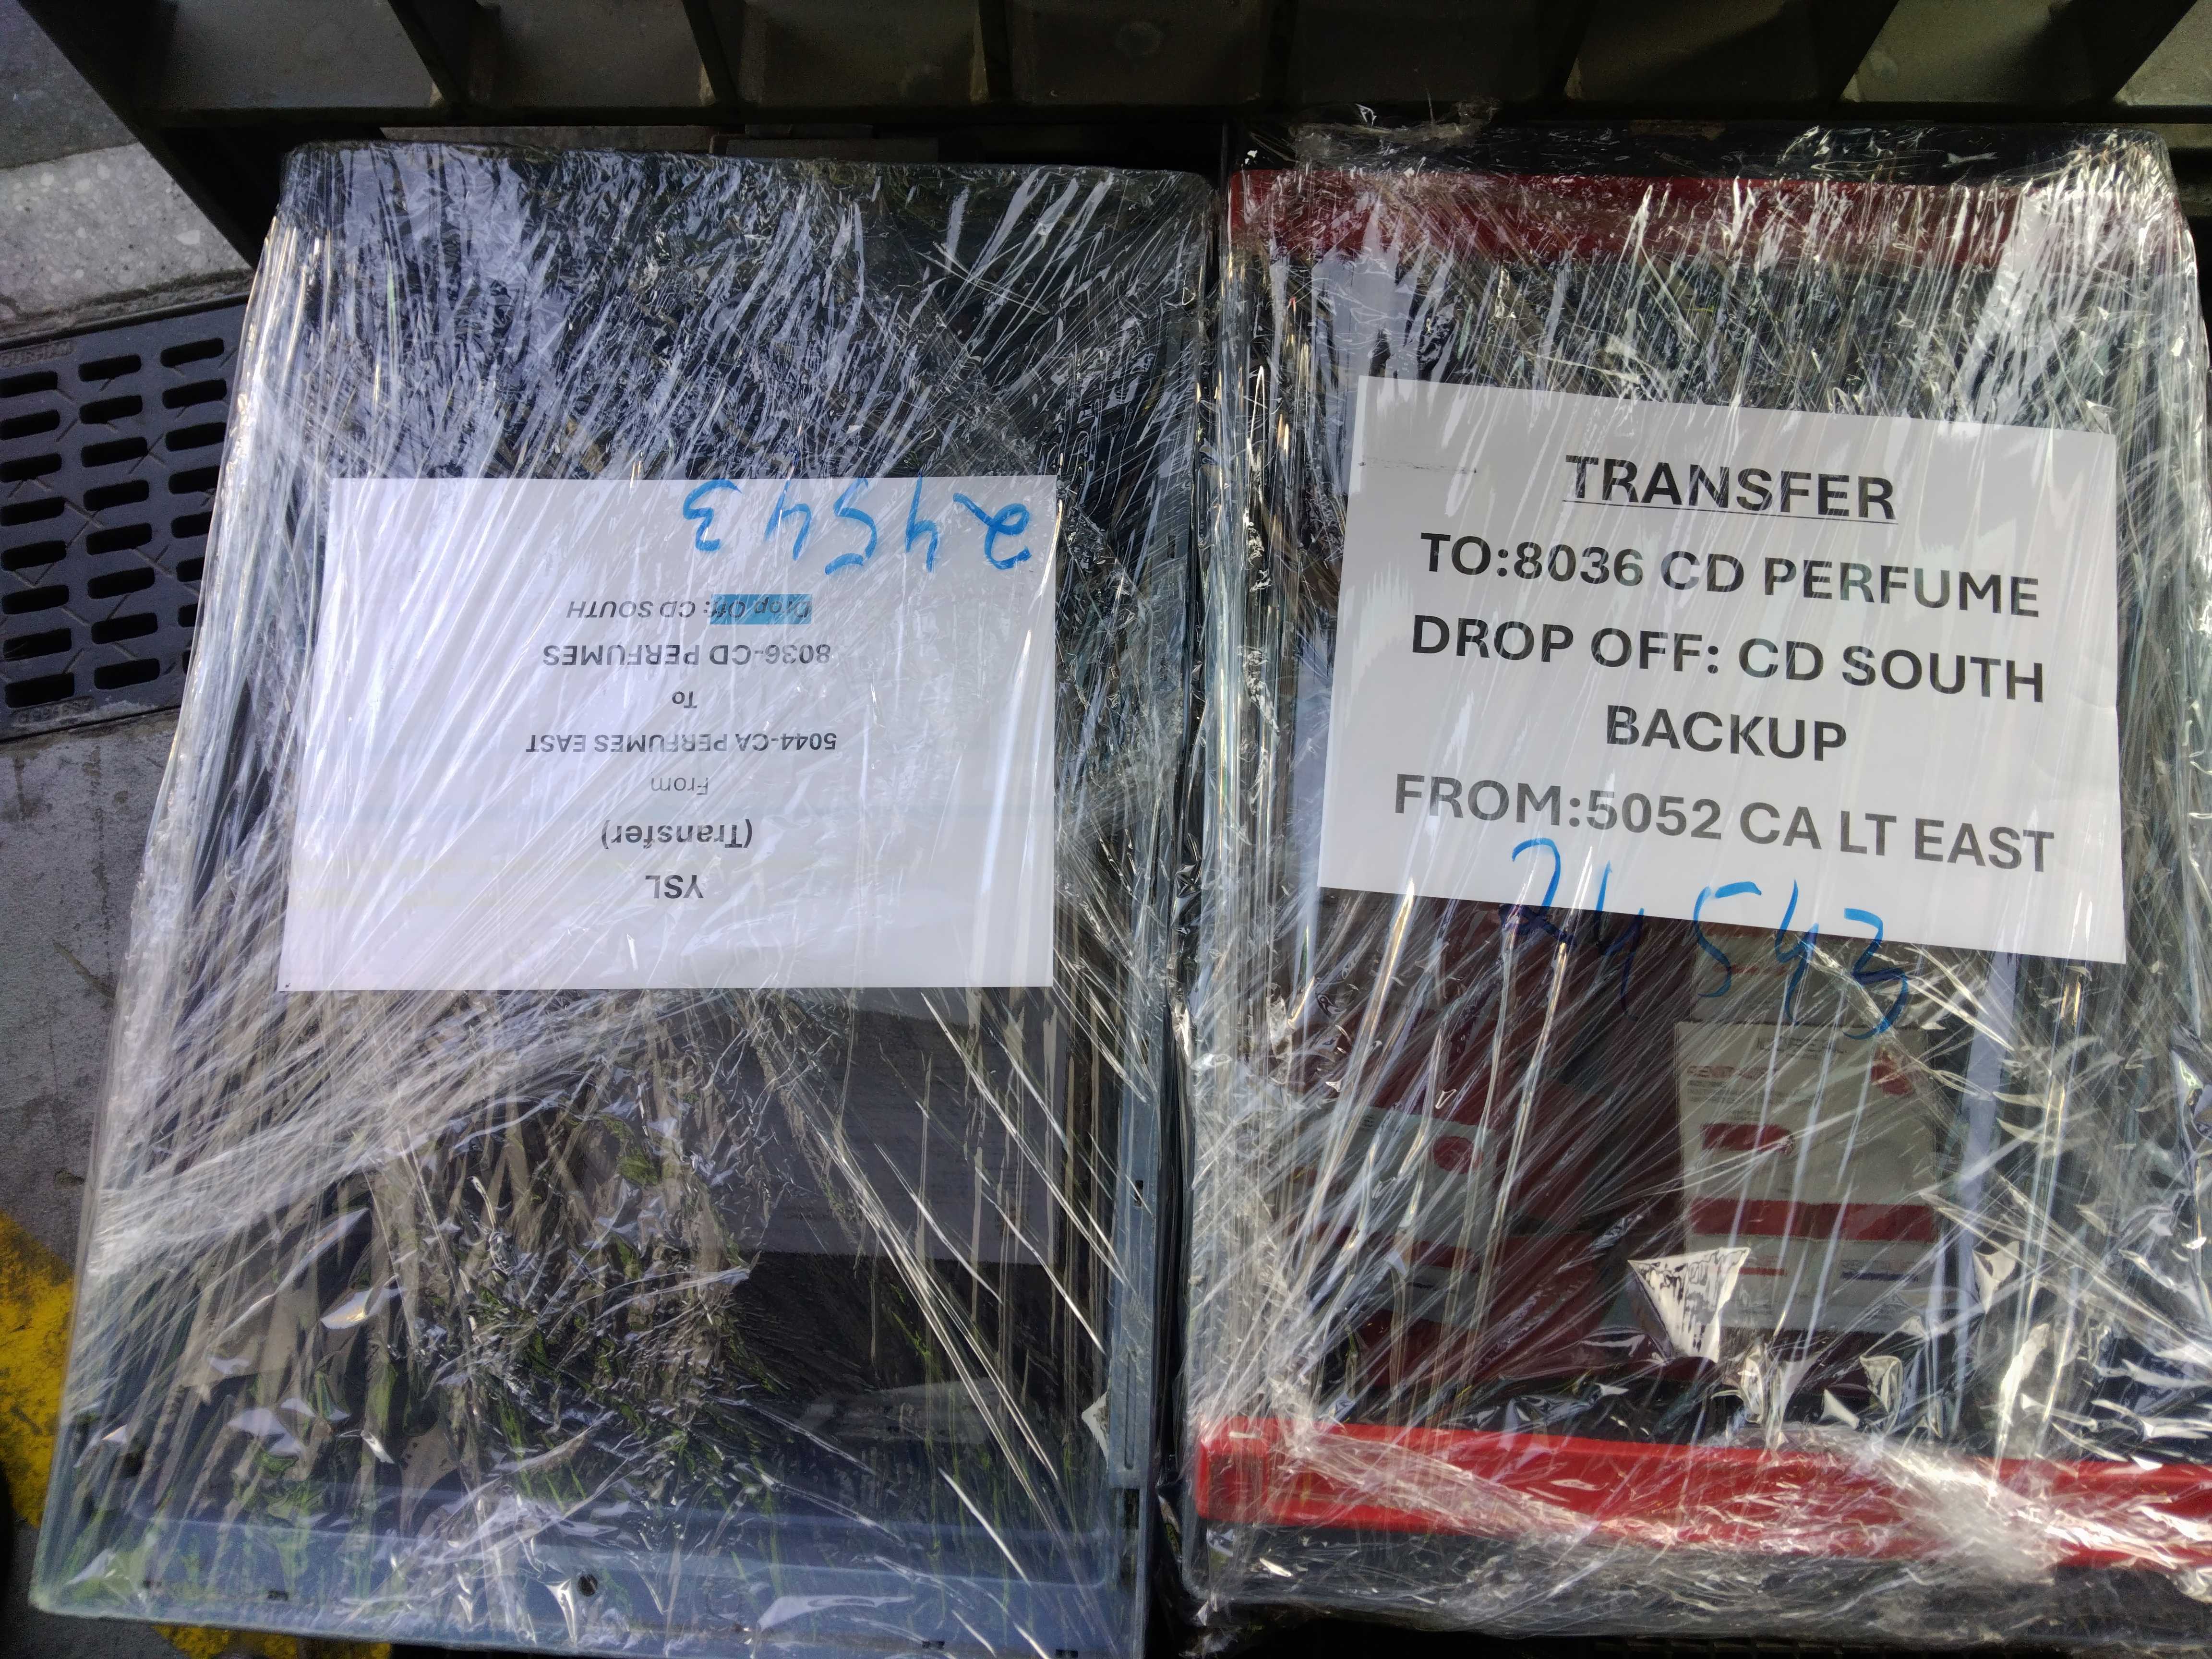 YSL
(Transfer)
From
5044-CA PERFUMES EAST
To
8036-CD PERFUMES
Drop Off: CD SOUTH
24543
TRANSFER
TO:8036 CD PERFUME
DROP OFF: CD SOUTH
BACKUP
FROM:5052 CA LT EAST
24543